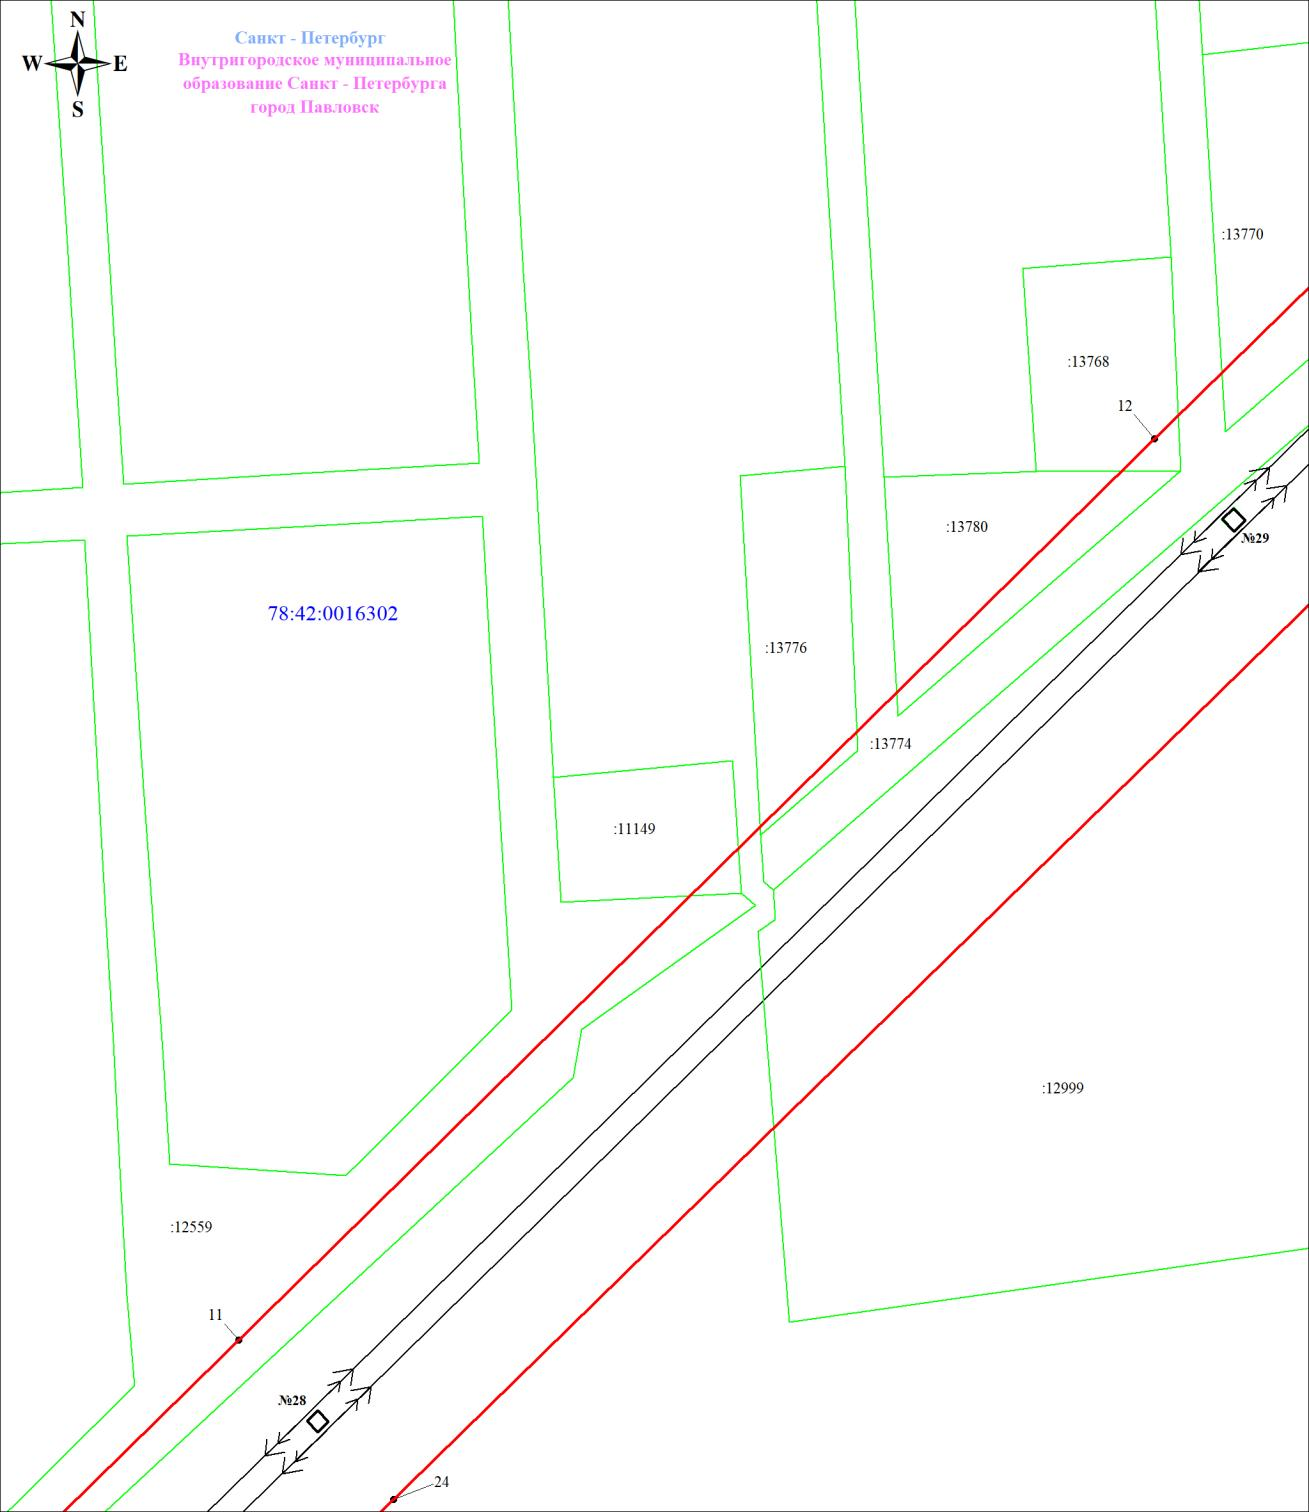 N
W E
S
Санкт - Петербург
Внутригородское муниципальное
образование Санкт - Петербурга
город Павловск
:13770
:13768
12
:13780
№29
78:42:0016302
:13776
:13774
:11149
:12999
:12559
11
№28
24